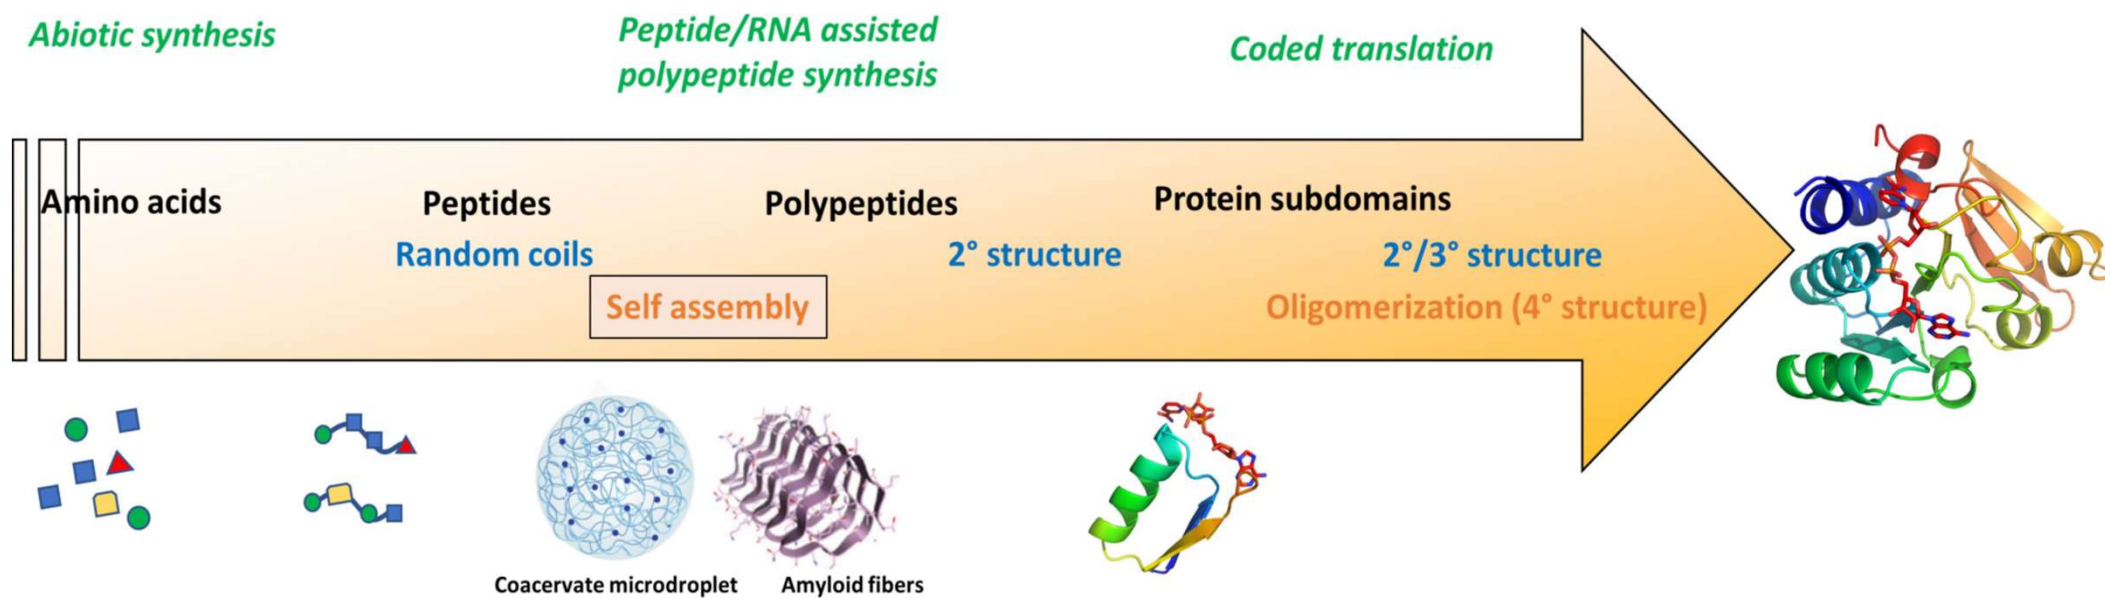 Abiotic synthesis
Peptide/RNA assisted
polypeptide synthesis
Coded translation
Amino acids
Peptides
Polypeptides
Protein subdomains
Random coils
2° structure
2°/3° structure
Self assembly
Oligomerization (4° structure)
Coacervate microdroplet
Amyloid fibers